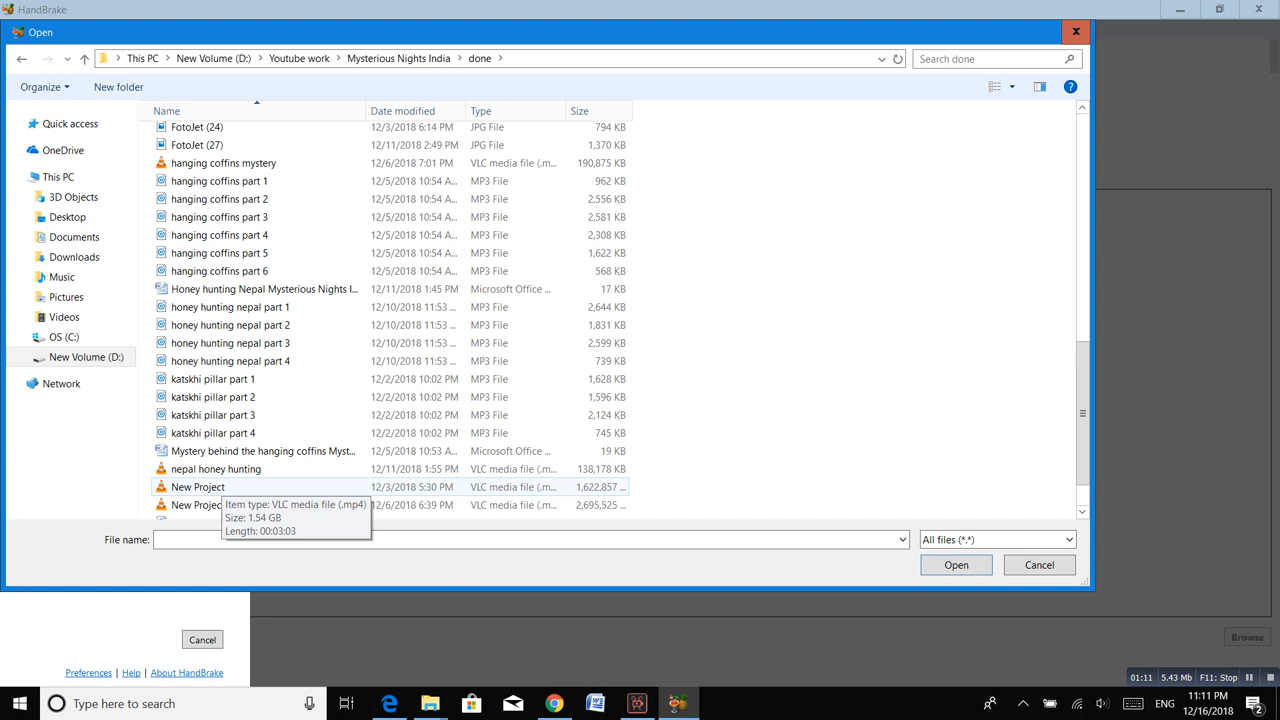 HandBrake
Open
This PC New Volume (D:) Youtube work Mysterious Nights India done
Search done
Organize New folder
Name Date modified Type Size
Quick access
OneDrive
This PC
3D Objects
Desktop
Documents
Downloads
Music
Pictures
Videos
OS (C:)
New Volume (D:)
Network
FotoJet (24) 12/3/2018 6:14 PM JPG File 794 KB
FotoJet (27) 12/11/2018 2:49 PM JPG File 1,370 KB
hanging coffins mystery 12/6/2018 7:01 PM VLC media file (.m... 190,875 KB
hanging coffins part 1 12/5/2018 10:54 A... MP3 File 962 KB
hanging coffins part 2 12/5/2018 10:54 A... MP3 File 2,556 KB
hanging coffins part 3 12/5/2018 10:54 A... MP3 File 2,581 KB
hanging coffins part 4 12/5/2018 10:54 A... MP3 File 2,308 KB
hanging coffins part 5 12/5/2018 10:54 A... MP3 File 1,622 KB
hanging coffins part 6 12/5/2018 10:54 A... MP3 File 568 KB
Honey hunting Nepal Mysterious Nights I... 12/11/2018 1:45 PM Microsoft Office ... 17 KB
honey hunting nepal part 1 12/10/2018 11:53 ... MP3 File 2,644 KB
honey hunting nepal part 2 12/10/2018 11:53 ... MP3 File 1,831 KB
honey hunting nepal part 3 12/10/2018 11:53 ... MP3 File 2,599 KB
honey hunting nepal part 4 12/10/2018 11:53 ... MP3 File 739 KB
katskhi pillar part 1 12/2/2018 10:02 PM MP3 File 1,628 KB
katskhi pillar part 2 12/2/2018 10:02 PM MP3 File 1,596 KB
katskhi pillar part 3 12/2/2018 10:02 PM MP3 File 2,124 KB
katskhi pillar part 4 12/2/2018 10:02 PM MP3 File 745 KB
Mystery behind the hanging coffins Myst... 12/5/2018 10:53 A... Microsoft Office ... 19 KB
nepal honey hunting 12/11/2018 1:55 PM VLC media file (.m... 138,178 KB
New Project 12/3/2018 5:30 PM VLC media file (.m... 1,622,857 ...
New Projec 6/2018 6:39 PM VLC media file (.m... 2,695,525 ...
Item type: VLC media file (.mp4)
Size: 1.54 GB
Length: 00:03:03
File name: All files (*.*)
Open Cancel
Cancel
Browse
Preferences Help About HandBrake
01:11 5.43 Mb F11: Stop
Type here to search
ENG
11:11 PM
12/16/2018
2